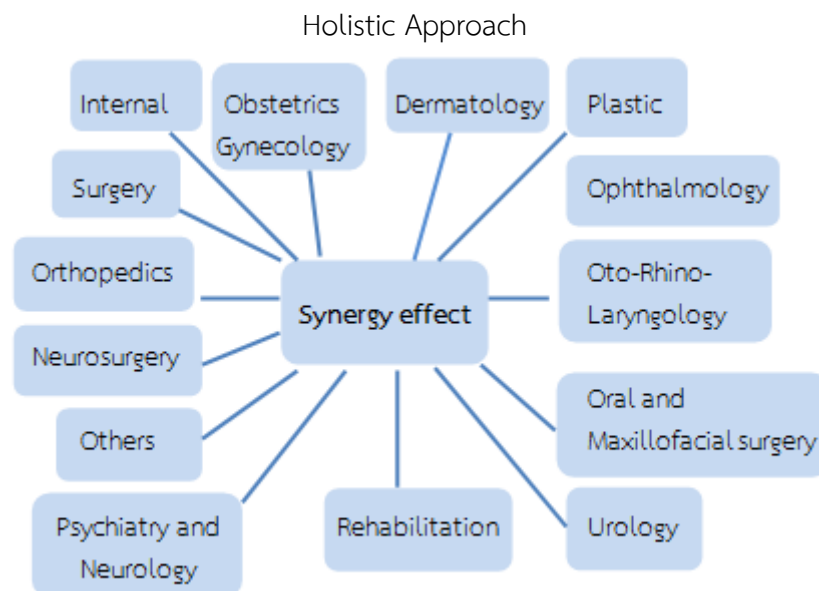 Holistic Approach
Internal
Obstetrics
Gynecology
Dermatology
Plastic
Surgery
Ophthalmology
Orthopedics
Synergy effect
Oto-Rhino-
Laryngology
Neurosurgery
Others
Oral and
Maxillofacial surgery
Psychiatry and
Neurology
Rehabilitation
Urology